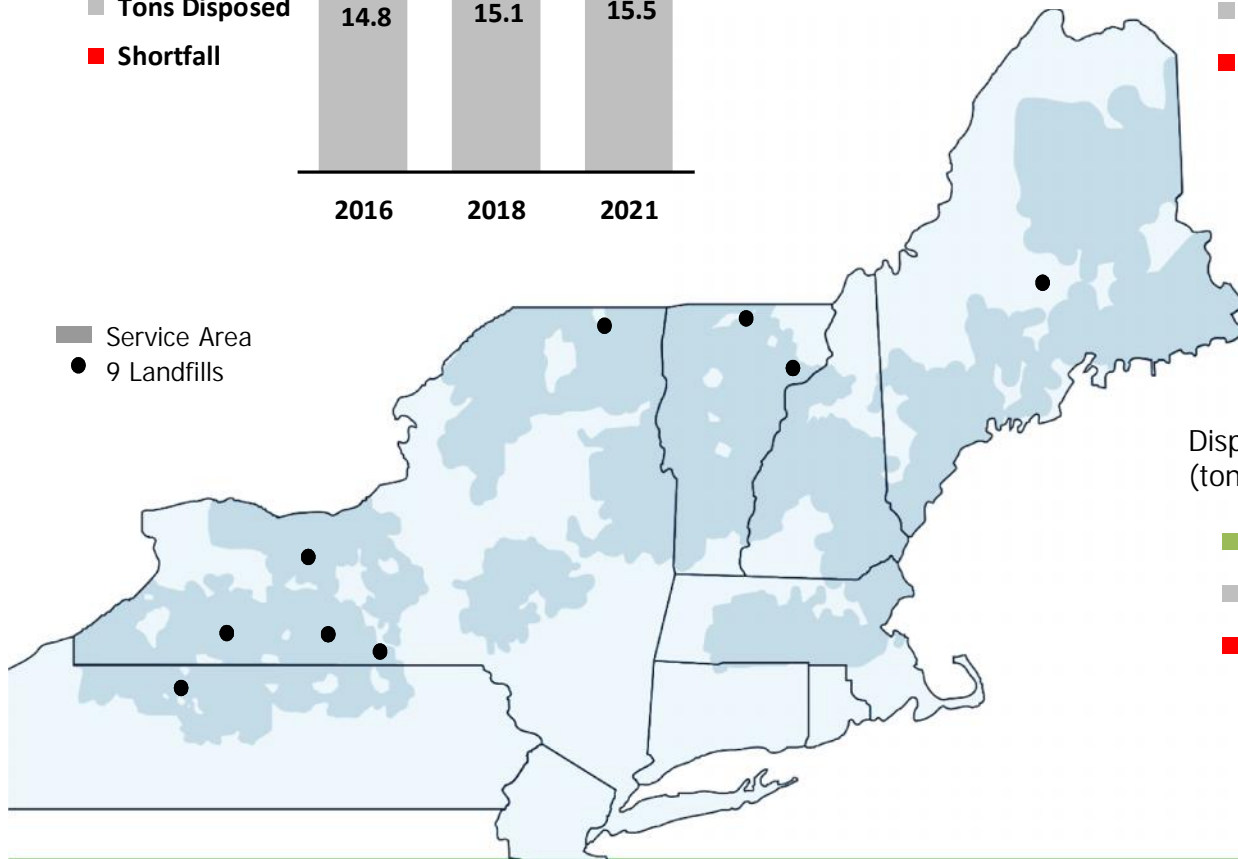 Tons Disposed
Shortfall
14.8
15.1
15.5
2016
2018
2021
Service Area
9 Landfills